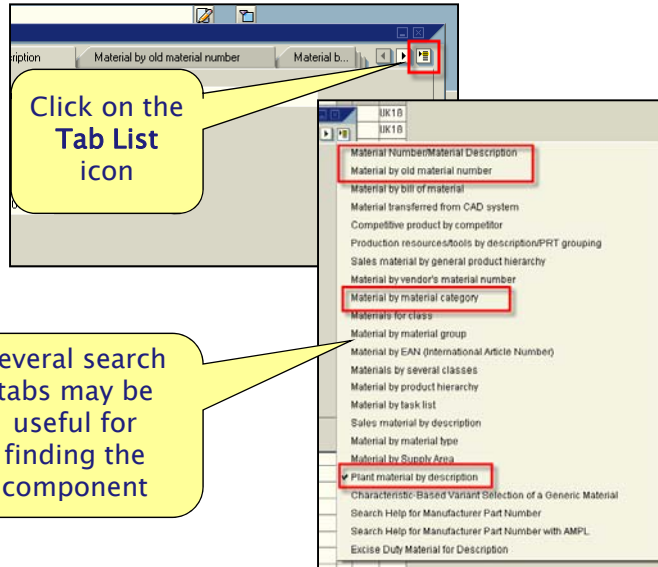 ription Material by old material number Material b...
Click on the
Tab List
icon
UK10
UK10
Material Number/Material Description
Material by old material number
Material by bill of material
Material transferred from CAD system
Competitive product by competitor
Production resources/tools by description/PRT grouping
Sales material by general product hierarchy
Material by vendor's material number
Material by material category
Materials for class
Material by material group
Material by EAN (International Article Number)
Materials by several classes
Material by product hierarchy
Material by task list
Sales material by description
Material by material type
Material by Supply Area
Plant material by description
Characteristic-Based Variant Selection of a Generic Material
Search Help for Manufacturer Part Number
Search Help for Manufacturer Part Number with AMPL
Excise Duty Material for Description
everal search
tabs may be
useful for
finding the
component